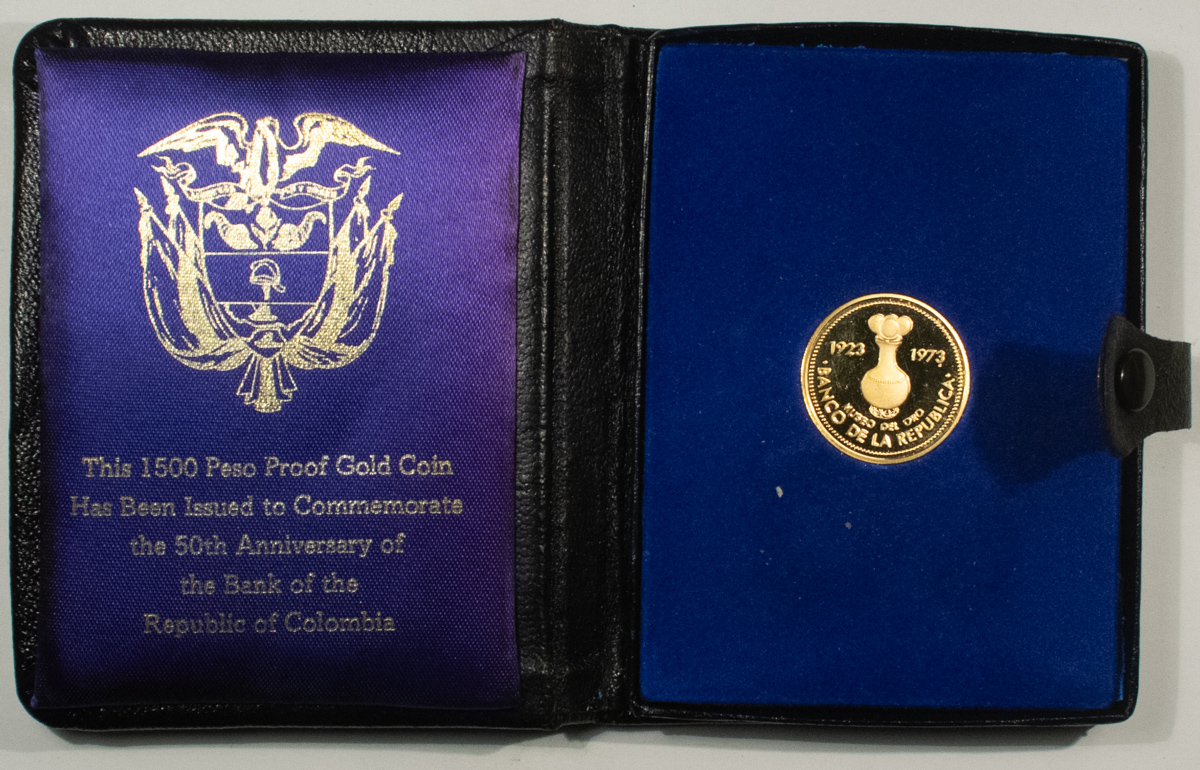 This 1500 Peso Proof Gold Coin
Has Been Issued to Commemorate
the 50th Anniversary of
the Bank of the
Republic of Colombia
1923 1973
MUSEO DEL ORO
·BANCO DE LA REPUBLICA·